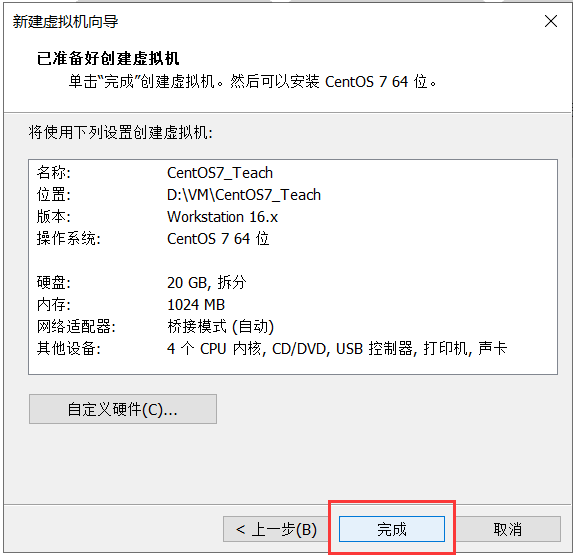 新建虚拟机向导
已准备好创建虚拟机
单击“完成”创建虚拟机。然后可以安装 CentOS 7 64 位。
将使用下列设置创建虚拟机:
名称: CentOS7_Teach
位置: D:\VM\CentOS7_Teach
版本: Workstation 16.x
操作系统: CentOS 7 64 位
硬盘: 20 GB, 拆分
内存: 1024 MB
网络适配器: 桥接模式 (自动)
其他设备: 4 个 CPU 内核, CD/DVD, USB 控制器, 打印机, 声卡
自定义硬件(C)...
< 上一步(B) 完成 取消